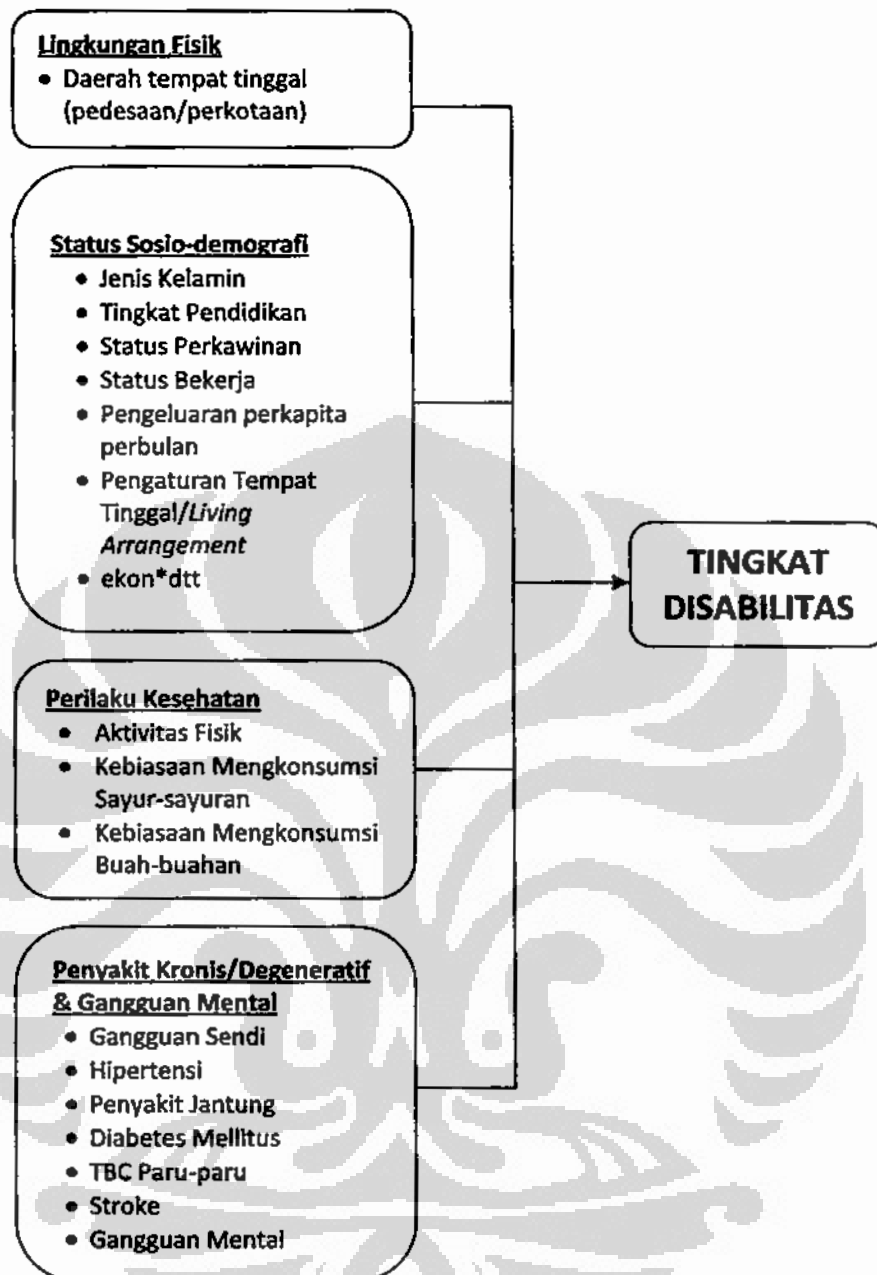 Lingkungan Fisik
• Daerah tempat tinggal
(pedesaan/perkotaan)
Status Sosio-demografi
• Jenis Kelamin
• Tingkat Pendidikan
• Status Perkawinan
• Status Bekerja
• Pengeluaran perkapita
perbulan
• Pengaturan Tempat
Tinggal/Living
Arrangement
• ekon*dtt
TINGKAT
DISABILITAS
Perilaku Kesehatan
• Aktivitas Fisik
• Kebiasaan Mengkonsumsi
Sayur-sayuran
• Kebiasaan Mengkonsumsi
Buah-buahan
Penyakit Kronis/Degeneratif
& Gangguan Mental
• Gangguan Sendi
• Hipertensi
• Penyakit Jantung
• Diabetes Mellitus
• TBC Paru-paru
• Stroke
• Gangguan Mental